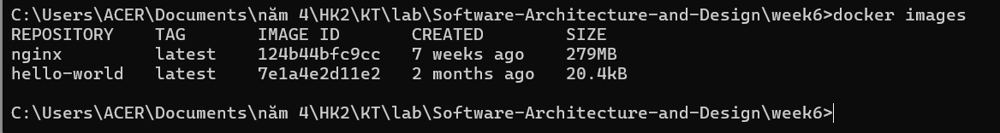 C:\Users\ACER\Documents\năm 4\HK2\KT\lab\Software-Architecture-and-Design\week6>docker images
REPOSITORY    TAG       IMAGE ID       CREATED        SIZE
nginx         latest    124b44bfc9cc   7 weeks ago    279MB
hello-world   latest    7e1a4e2d11e2   2 months ago   20.4kB
C:\Users\ACER\Documents\năm 4\HK2\KT\lab\Software-Architecture-and-Design\week6>